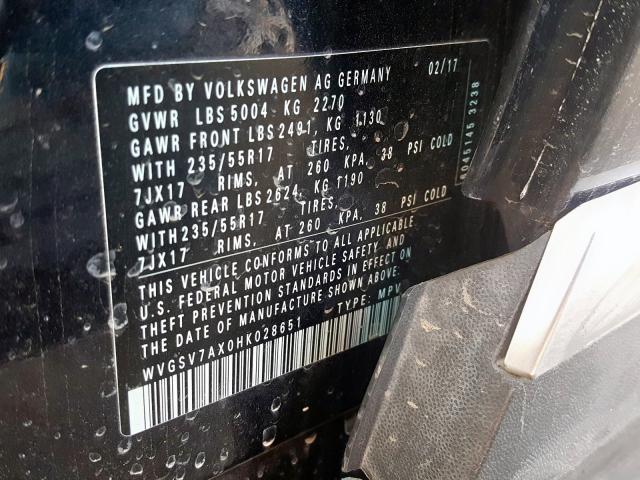 MFD BY VOLKSWAGEN AG GERMANY 02/17
GVWR LBS 5004 KG 2270
GAWR FRONT LBS 2491, KG 1130
WITH 235/55R17 TIRES,
7JX17 RIMS, AT 260 KPA, 38 PSI COLD
GAWR REAR LBS 2624, KG 1190
WITH 235/55R17 TIRES,
7JX17 RIMS, AT 260 KPA, 38 PSI COLD
THIS VEHICLE CONFORMS TO ALL APPLICABLE
U.S. FEDERAL MOTOR VEHICLE SAFETY AND
THEFT PREVENTION STANDARDS IN EFFECT ON
THE DATE OF MANUFACTURE SHOWN ABOVE.
WVGSV7AX0HK028651 TYPE: MPV
3238